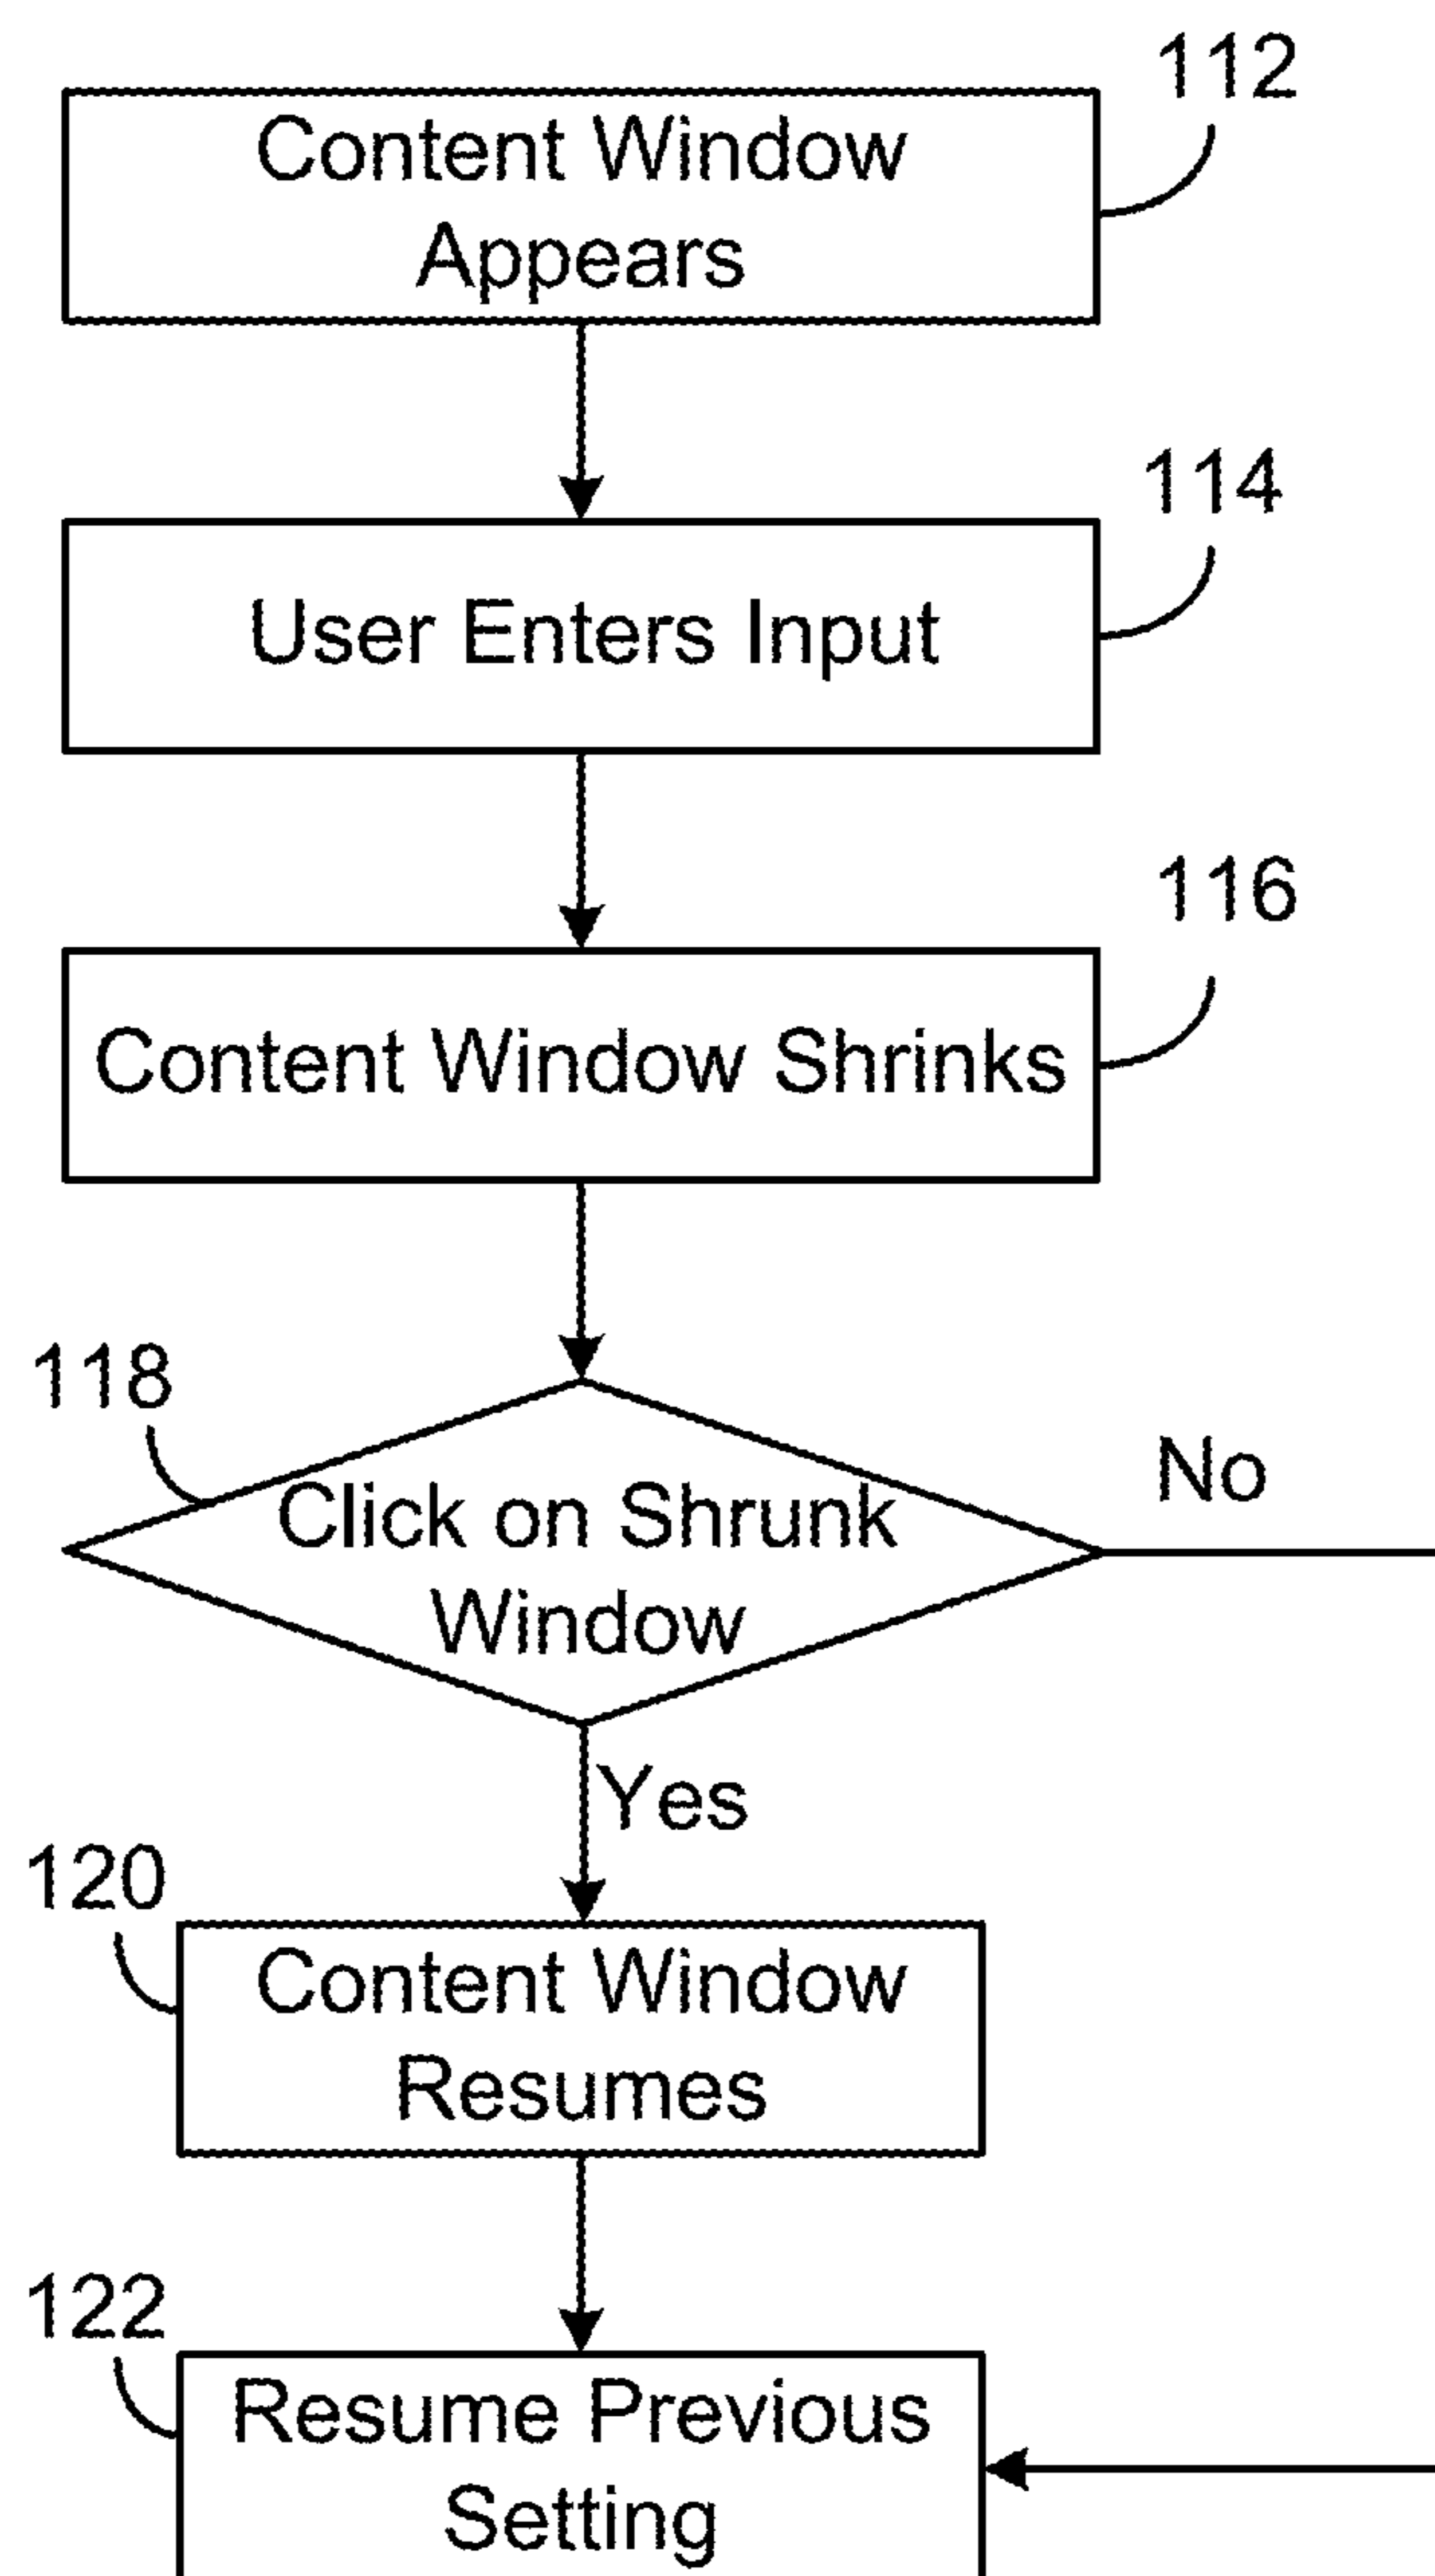 112
Content Window
Appears
114
User Enters Input
116
Content Window Shrinks
118
Click on Shrunk
Window
No
Yes
120
Content Window
Resumes
122
Resume Previous
Setting